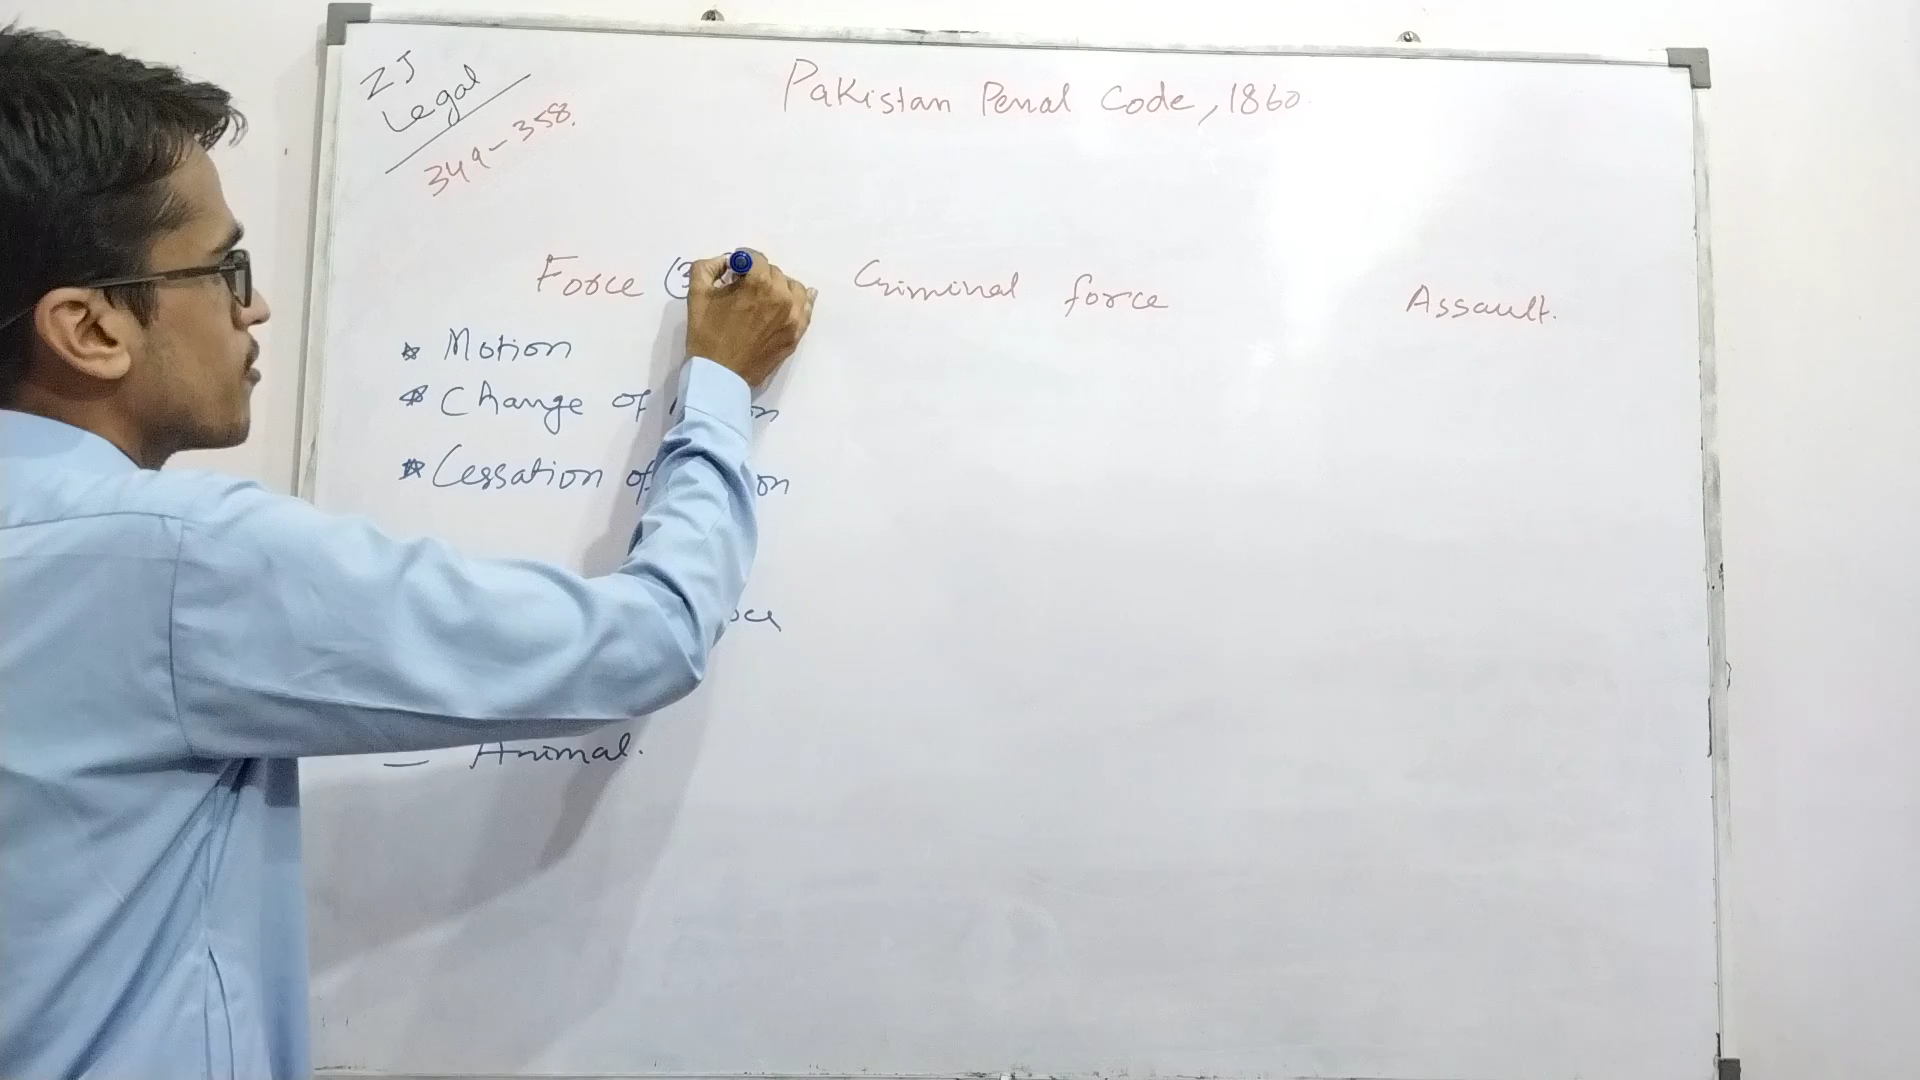 ZJ
Legal
349-358.
Pakistan Penal Code, 1860
Force (3
Criminal force
Assault.
* Motion
* Change of
* Cessation of
— Animal.